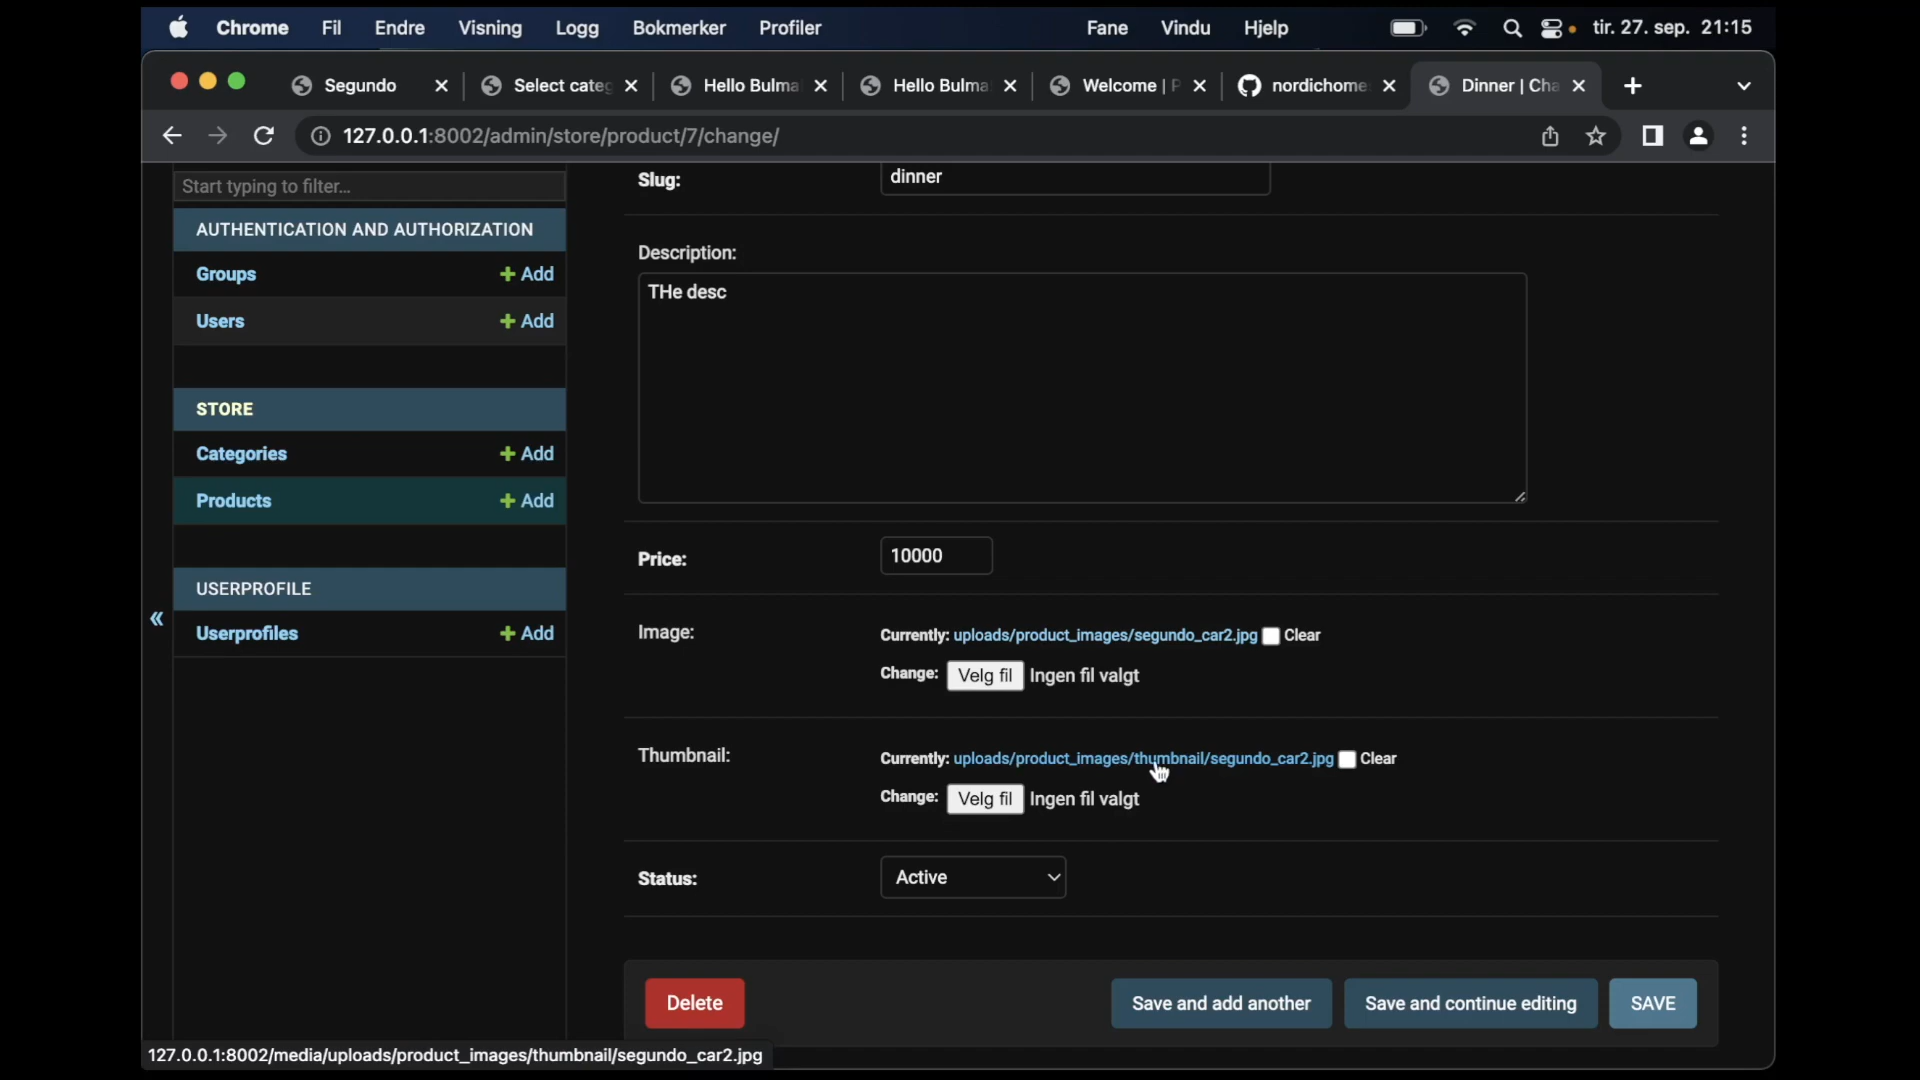 Chrome Fil Endre Visning Logg Bokmerker Profiler Fane Vindu Hjelp tir. 27. sep. 21:15
Segundo Select categ Hello Bulma Hello Bulma Welcome | P nordichome Dinner | Cha
127.0.0.1:8002/admin/store/product/7/change/
Start typing to filter...
AUTHENTICATION AND AUTHORIZATION
Groups + Add
Users + Add
STORE
Categories + Add
Products + Add
USERPROFILE
Userprofiles + Add
«
Slug: dinner
Description:
THe desc
Price: 10000
Image: Currently: uploads/product_images/segundo_car2.jpg Clear
Change: Velg fil Ingen fil valgt
Thumbnail: Currently: uploads/product_images/thumbnail/segundo_car2.jpg Clear
Change: Velg fil Ingen fil valgt
Status: Active
Delete Save and add another Save and continue editing SAVE
127.0.0.1:8002/media/uploads/product_images/thumbnail/segundo_car2.jpg